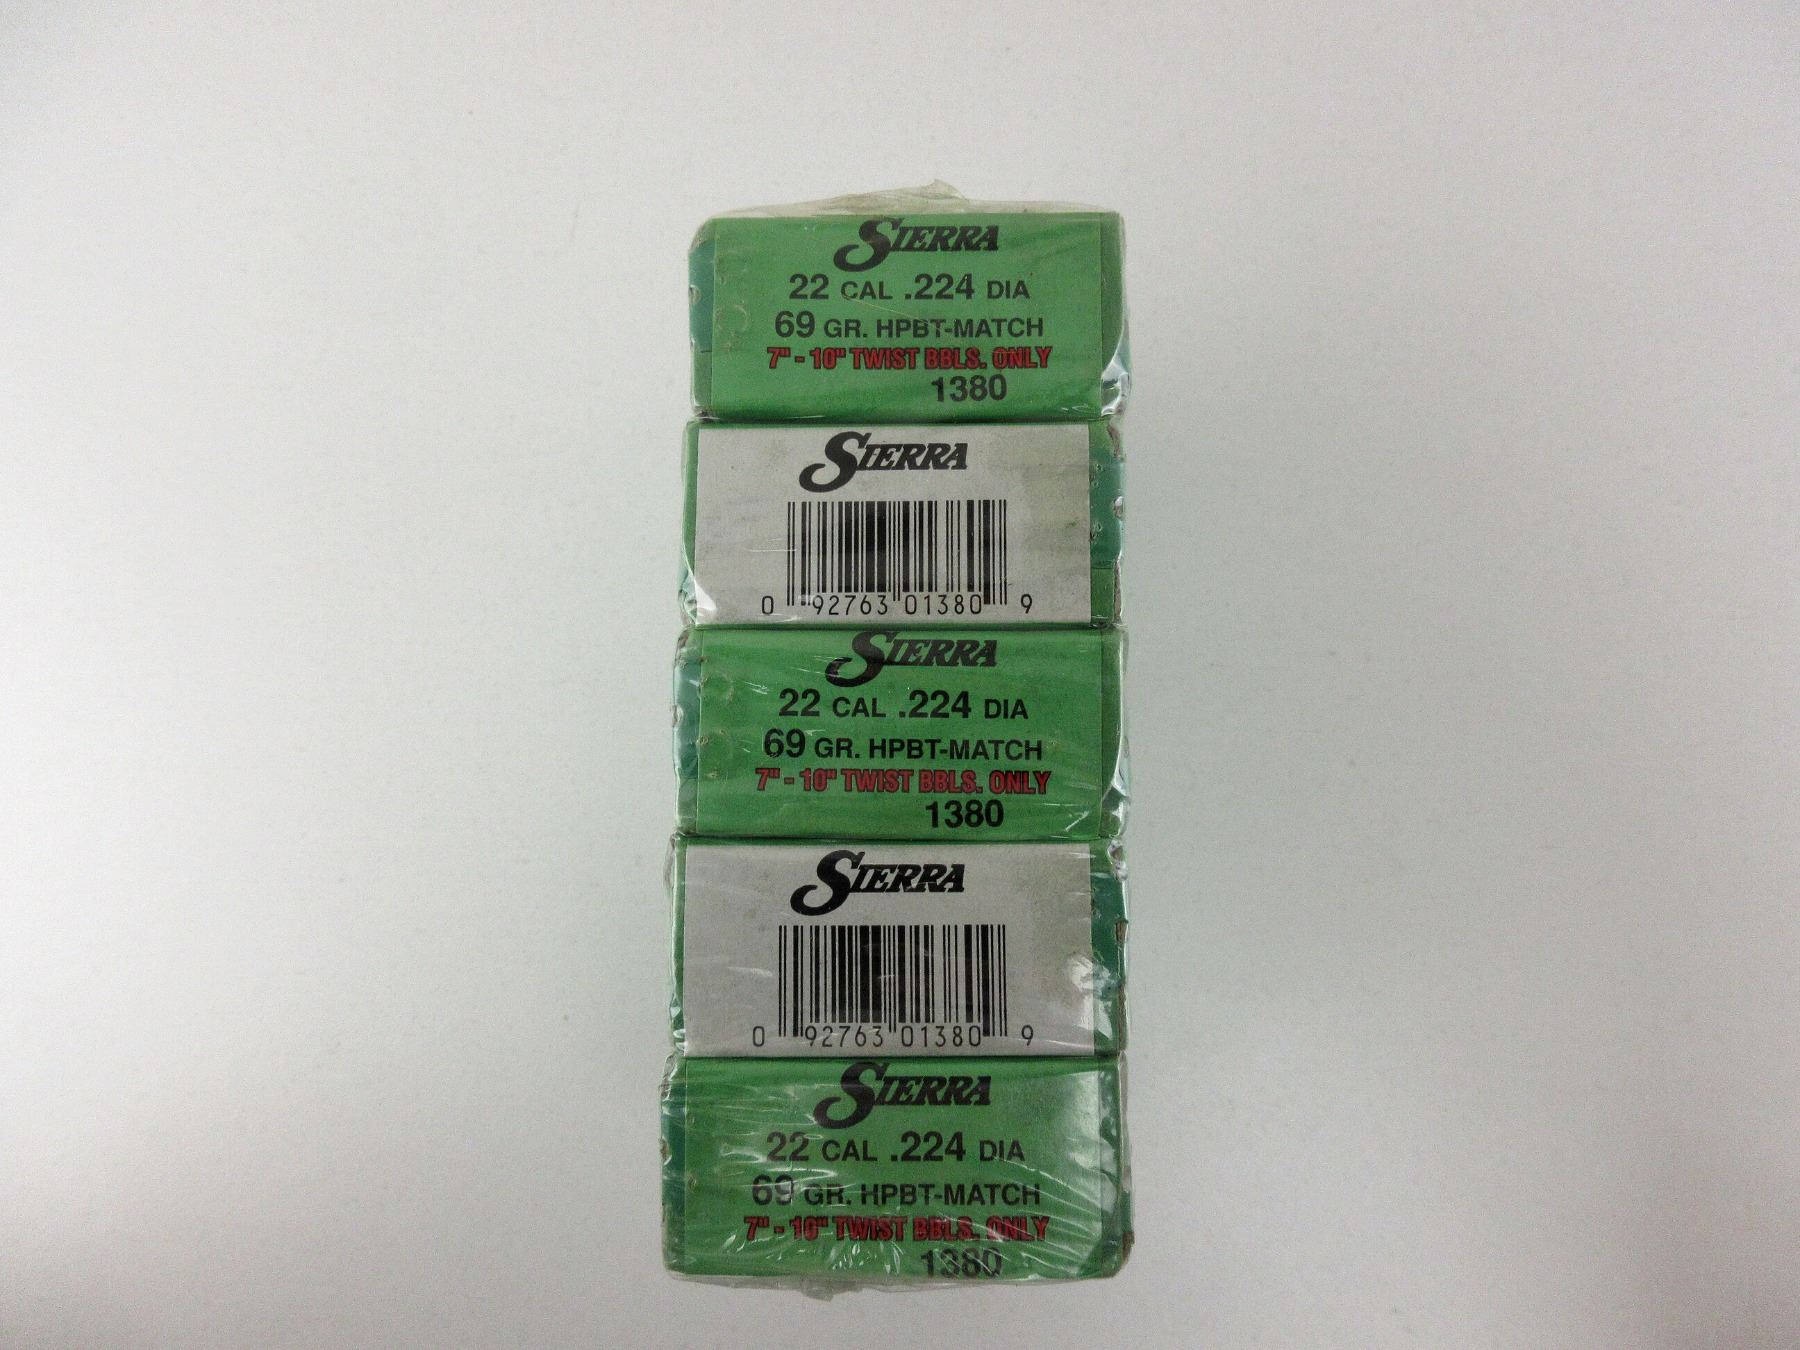 SIERRA
22 CAL .224 DIA
69 GR. HPBT-MATCH
7" - 10" TWIST BBLS. ONLY
1380
SIERRA
0 92763 01380 9
SIERRA
22 CAL .224 DIA
69 GR. HPBT-MATCH
7" - 10" TWIST BBLS. ONLY
1380
SIERRA
0 92763 01380 9
SIERRA
22 CAL .224 DIA
69 GR. HPBT-MATCH
7" - 10" TWIST BBLS. ONLY
1380